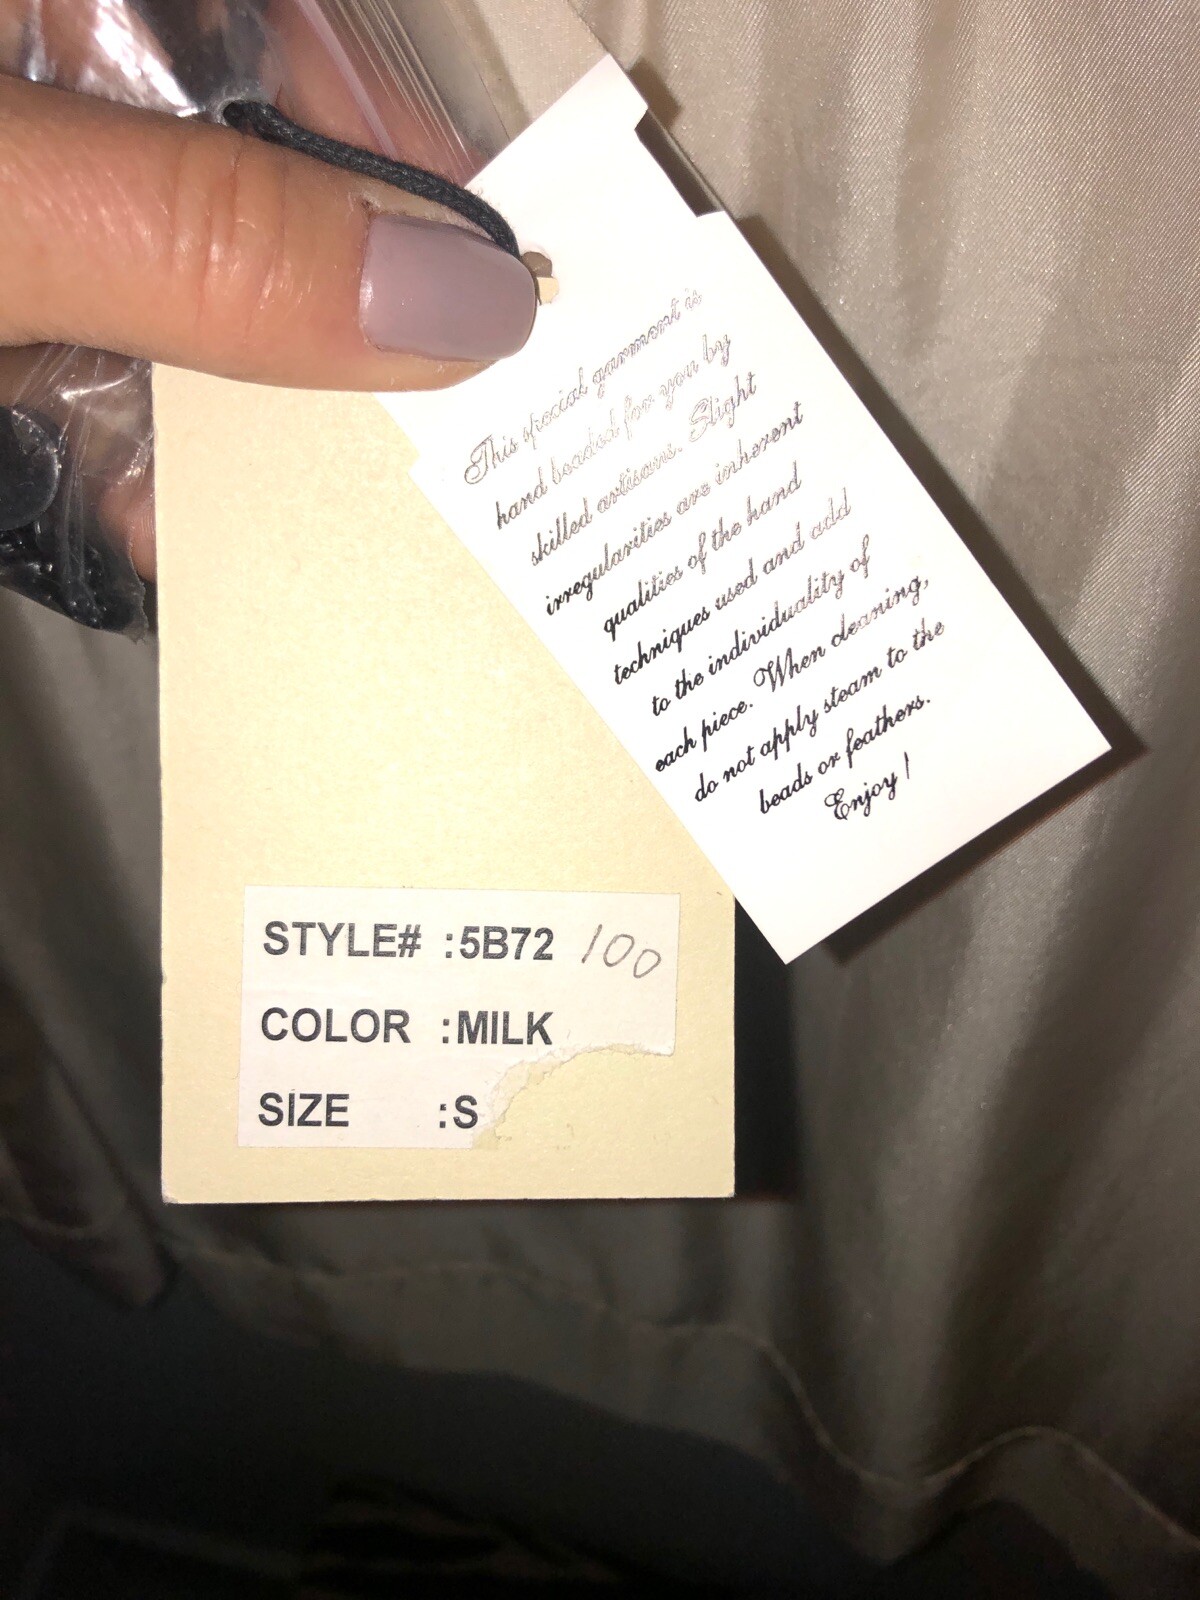 This special garment is
hand beaded for you by
skilled artisans. Slight
irregularities are inherent
qualities of the hand
techniques used and add
to the individuality of
each piece. When cleaning,
do not apply steam to the
beads or feathers.
Enjoy!
STYLE# :5B72 100
COLOR :MILK
SIZE :S